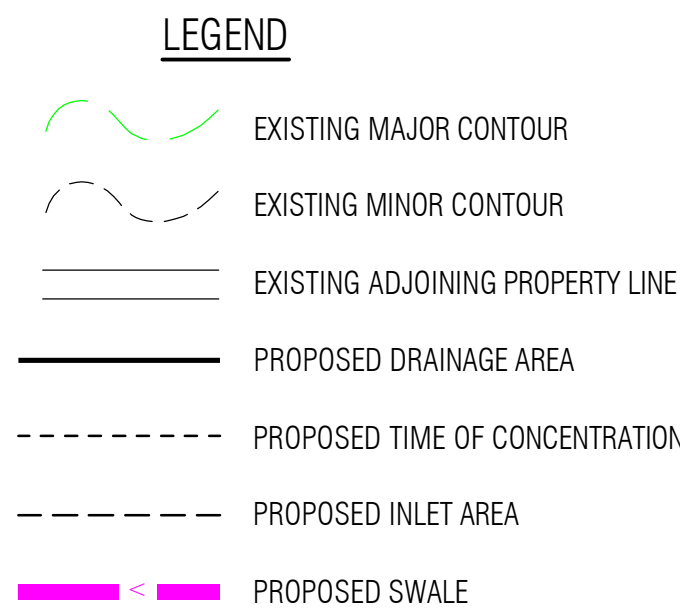 LEGEND
EXISTING MAJOR CONTOUR
EXISTING MINOR CONTOUR
EXISTING ADJOINING PROPERTY LINE
PROPOSED DRAINAGE AREA
PROPOSED TIME OF CONCENTRATION
PROPOSED INLET AREA
< PROPOSED SWALE